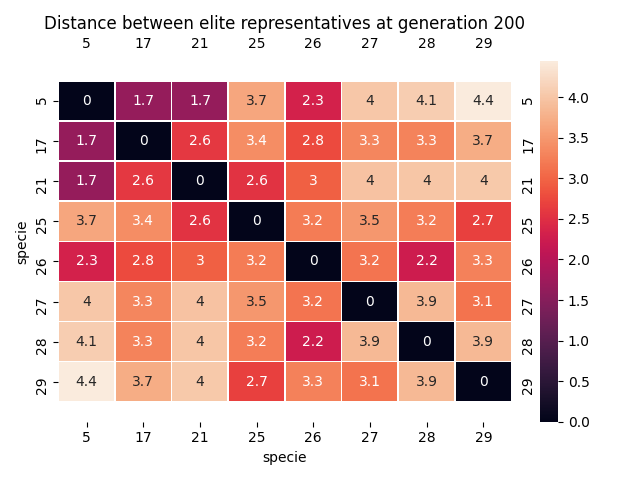 Distance between elite representatives at generation 200
5 17 21 25 26 27 28 29
5 0 1.7 1.7 3.7 2.3 4 4.1 4.4 5
17 1.7 0 2.6 3.4 2.8 3.3 3.3 3.7 17
21 1.7 2.6 0 2.6 3 4 4 4 21
25 3.7 3.4 2.6 0 3.2 3.5 3.2 2.7 25
26 2.3 2.8 3 3.2 0 3.2 2.2 3.3 26
27 4 3.3 4 3.5 3.2 0 3.9 3.1 27
28 4.1 3.3 4 3.2 2.2 3.9 0 3.9 28
29 4.4 3.7 4 2.7 3.3 3.1 3.9 0 29
5 17 21 25 26 27 28 29
specie
specie
4.0
3.5
3.0
2.5
2.0
1.5
1.0
0.5
0.0